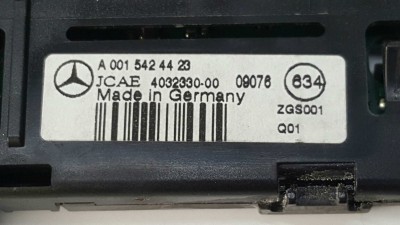 A 001 542 44 23
JCAE 4032330-00 09076 634
Made in Germany
ZGS001
Q01